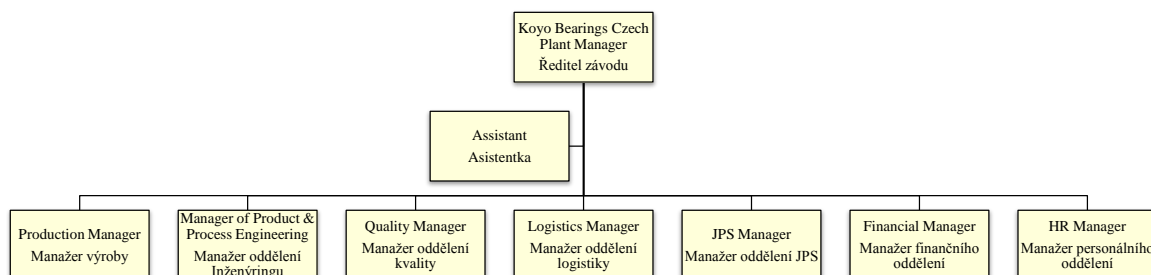 Koyo Bearings Czech
Plant Manager
Ředitel závodu
Assistant
Asistentka
Production Manager
Manažer výroby
Manager of Product &
Process Engineering
Manažer oddělení
Inženýringu
Quality Manager
Manažer oddělení
kvality
Logistics Manager
Manažer oddělení
logistiky
JPS Manager
Manažer oddělení JPS
Financial Manager
Manažer finančního
oddělení
HR Manager
Manažer personálního
oddělení